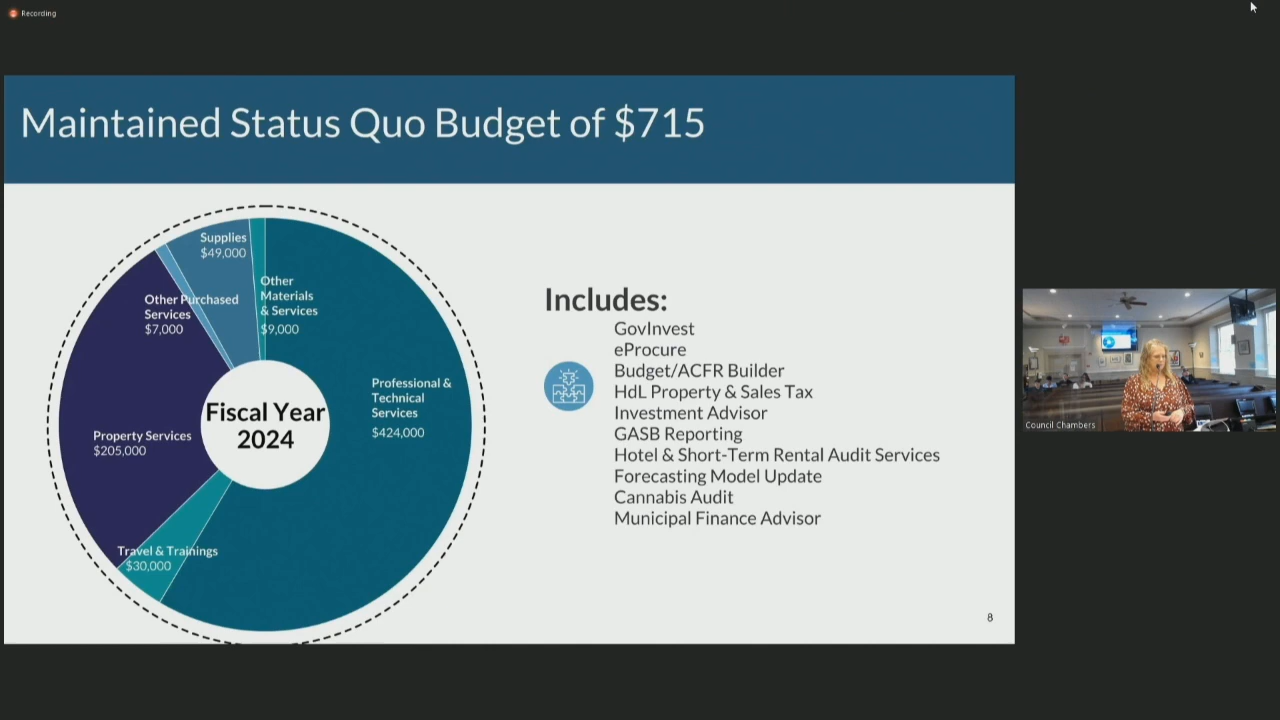 Recording
Maintained Status Quo Budget of $715
Supplies
$49,000
Other
Materials
& Services
$9,000
Other Purchased
Services
$7,000
Professional &
Technical
Services
$424,000
Fiscal Year
2024
Property Services
$205,000
Travel & Trainings
$30,000
Includes:
GovInvest
eProcure
Budget/ACFR Builder
HdL Property & Sales Tax
Investment Advisor
GASB Reporting
Hotel & Short-Term Rental Audit Services
Forecasting Model Update
Cannabis Audit
Municipal Finance Advisor
8
Council Chambers